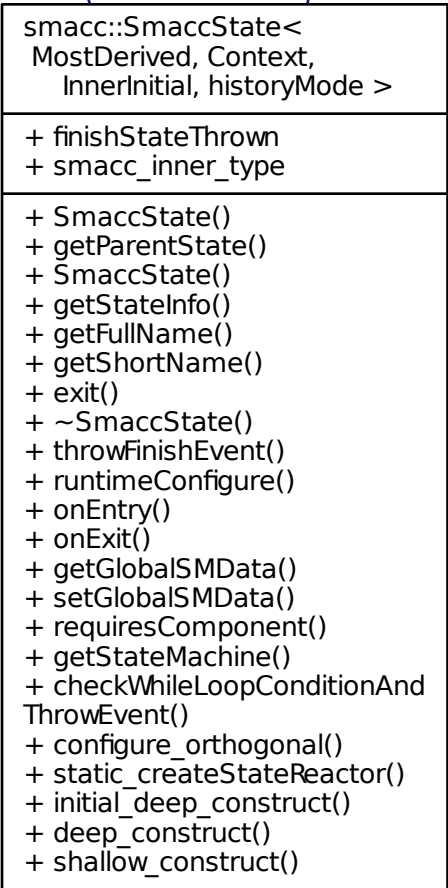 smacc::SmaccState<
MostDerived, Context,
InnerInitial, historyMode >
+ finishStateThrown
+ smacc_inner_type
+ SmaccState()
+ getParentState()
+ SmaccState()
+ getStateInfo()
+ getFullName()
+ getShortName()
+ exit()
+ ~SmaccState()
+ throwFinishEvent()
+ runtimeConfigure()
+ onEntry()
+ onExit()
+ getGlobalSMData()
+ setGlobalSMData()
+ requiresComponent()
+ getStateMachine()
+ checkWhileLoopConditionAnd
ThrowEvent()
+ configure_orthogonal()
+ static_createStateReactor()
+ initial_deep_construct()
+ deep_construct()
+ shallow_construct()